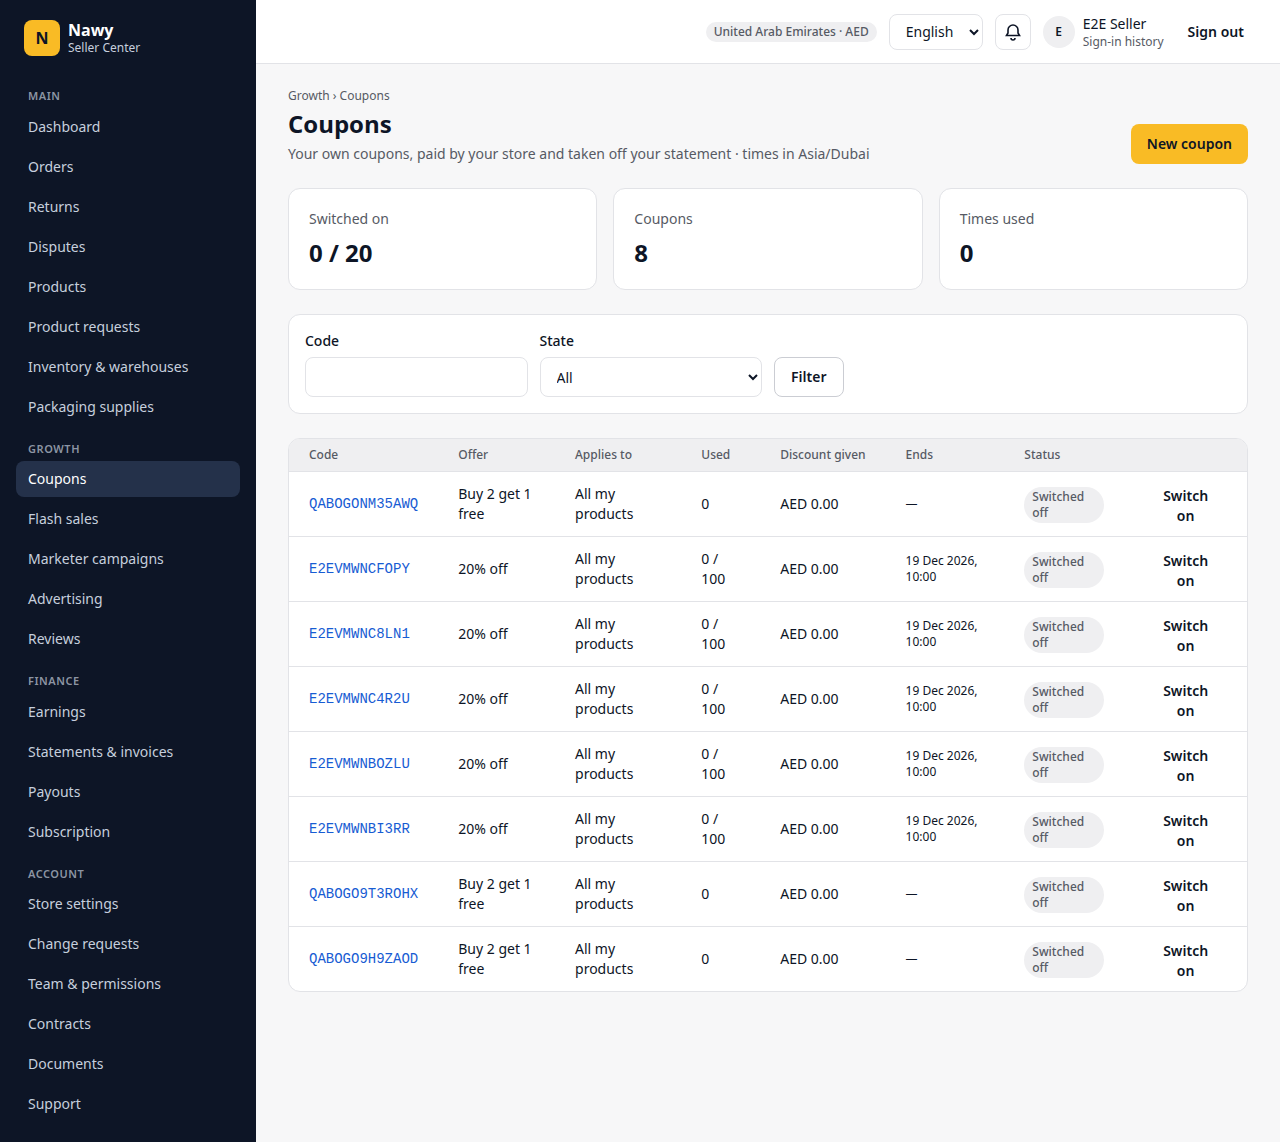 N
Nawy
Seller Center
MAIN
Dashboard
Orders
Returns
Disputes
Products
Product requests
Inventory & warehouses
Packaging supplies
GROWTH
Coupons
Flash sales
Marketer campaigns
Advertising
Reviews
FINANCE
Earnings
Statements & invoices
Payouts
Subscription
ACCOUNT
Store settings
Change requests
Team & permissions
Contracts
Documents
Support
United Arab Emirates · AED
English
E
E2E Seller
Sign-in history
Sign out
Growth › Coupons
Coupons
Your own coupons, paid by your store and taken off your statement · times in Asia/Dubai
New coupon
Switched on
0 / 20
Coupons
8
Times used
0
Code
State
All
Filter
Code Offer Applies to Used Discount given Ends Status
QABOGONM35AWQ Buy 2 get 1 free All my products 0 AED 0.00 — Switched off Switch on
E2EVMWNCFOPY 20% off All my products 0 / 100 AED 0.00 19 Dec 2026, 10:00 Switched off Switch on
E2EVMWNC8LN1 20% off All my products 0 / 100 AED 0.00 19 Dec 2026, 10:00 Switched off Switch on
E2EVMWNC4R2U 20% off All my products 0 / 100 AED 0.00 19 Dec 2026, 10:00 Switched off Switch on
E2EVMWNBOZLU 20% off All my products 0 / 100 AED 0.00 19 Dec 2026, 10:00 Switched off Switch on
E2EVMWNBI3RR 20% off All my products 0 / 100 AED 0.00 19 Dec 2026, 10:00 Switched off Switch on
QABOGO9T3ROHX Buy 2 get 1 free All my products 0 AED 0.00 — Switched off Switch on
QABOGO9H9ZAOD Buy 2 get 1 free All my products 0 AED 0.00 — Switched off Switch on